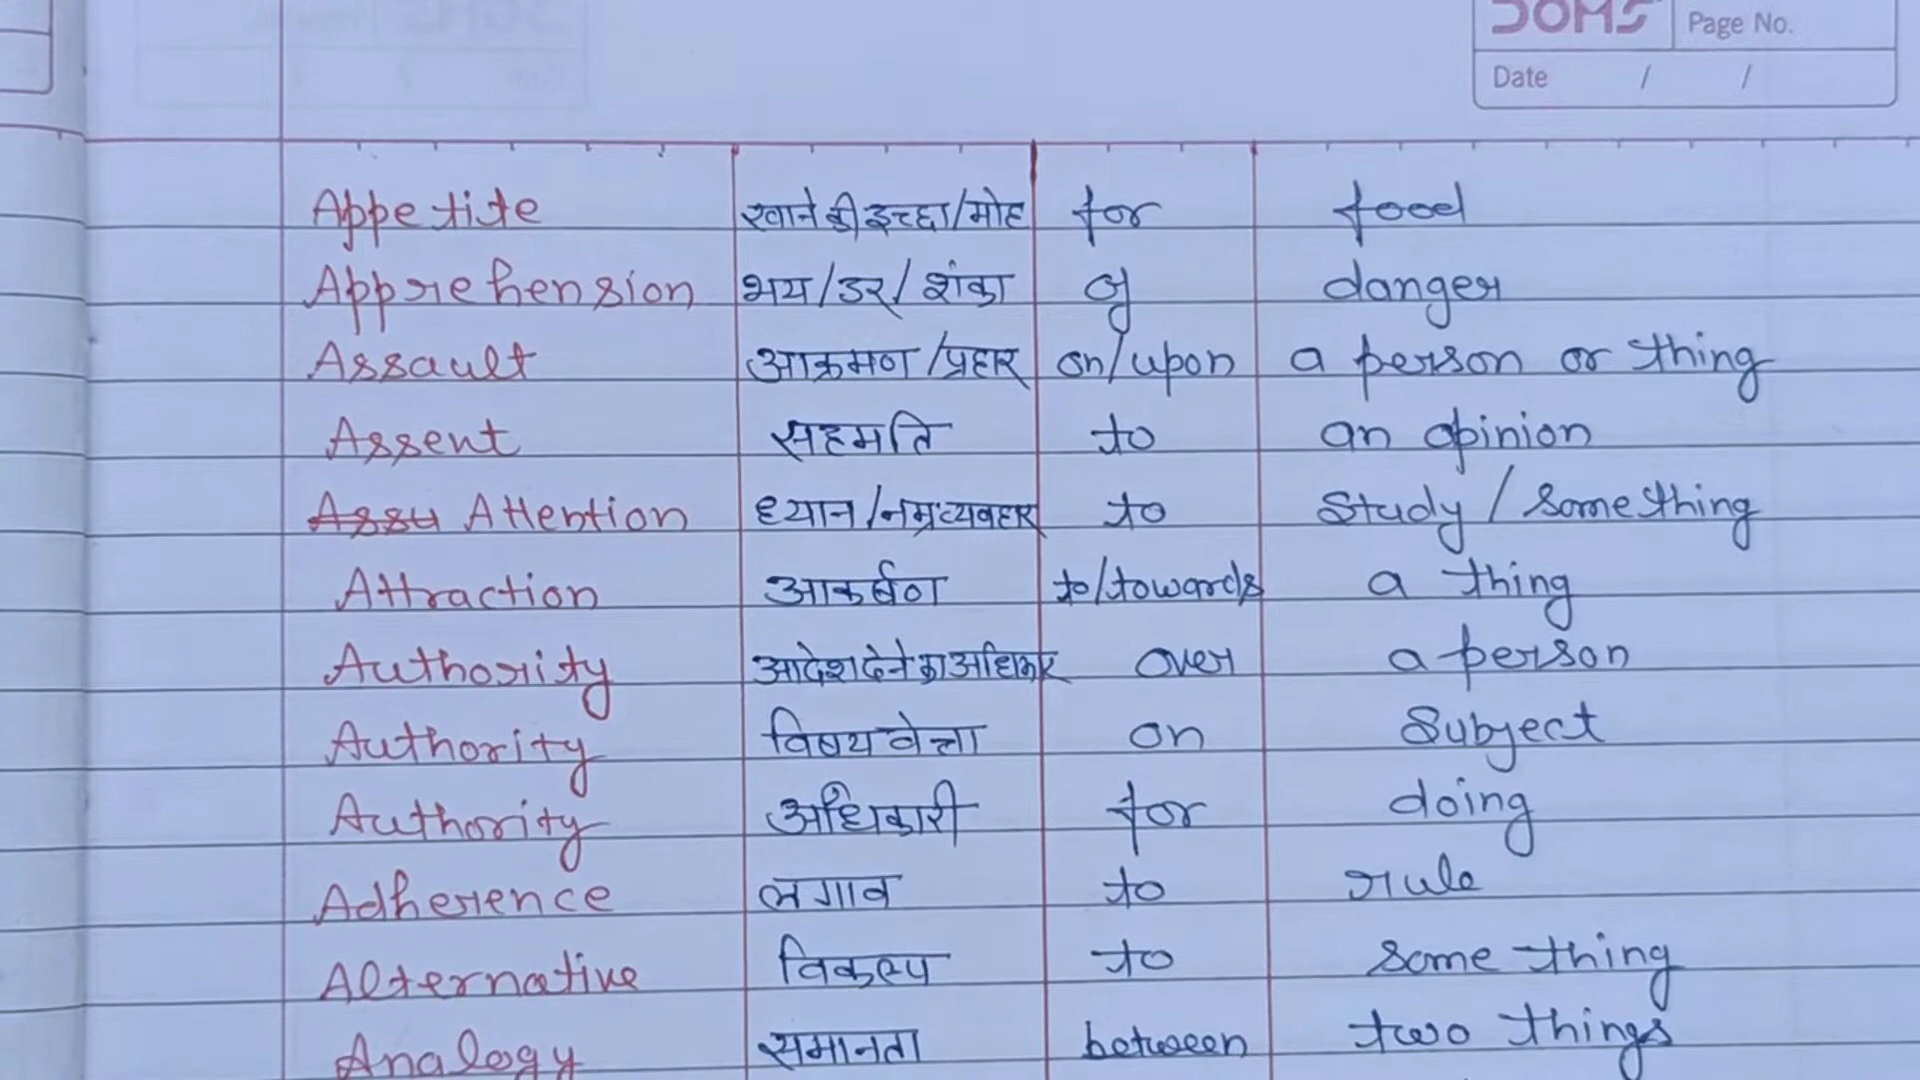 DOMS Page No.
Date / /
Appetite खाने की इच्छा/मोह for food
Apprehension भय/डर/शंका of danger
Assault आक्रमण/प्रहार on/upon a person or thing
Assent सहमति to an opinion
Assu Attention ध्यान/नम्रव्यवहार to Study/Something
Attraction आकर्षण to/towards a thing
Authority आदेश देने का अधिकार over a person
Authority विषयवेत्ता on Subject
Authority अधिकारी for doing
Adherence लगाव to rule
Alternative विकल्प to some thing
Analogy समानता between two things